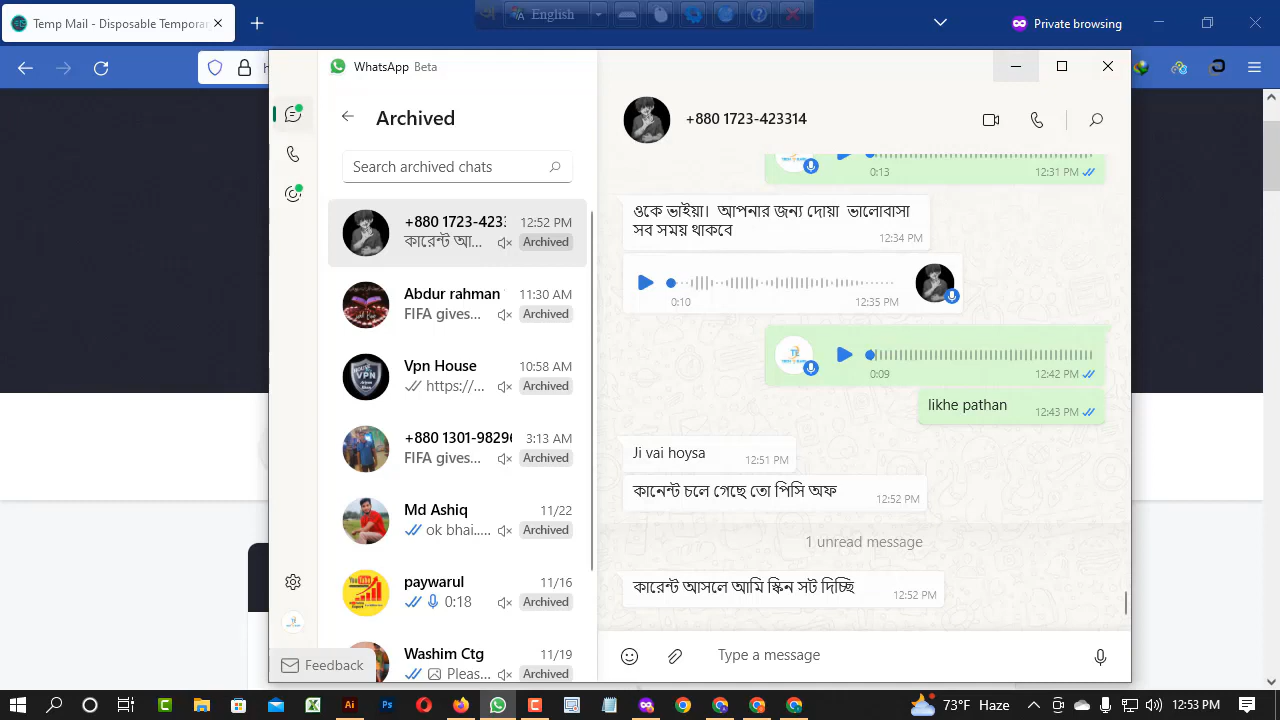 Temp Mail - Disposable Temporar
English
Private browsing
WhatsApp Beta
Archived
Search archived chats
+880 1723-423 12:52 PM
কারেন্ট আ... Archived
Abdur rahman 11:30 AM
FIFA gives... Archived
Vpn House 10:58 AM
https://... Archived
+880 1301-9829 3:13 AM
FIFA gives... Archived
Md Ashiq 11/22
ok bhai.... Archived
paywarul 11/16
0:18 Archived
Washim Ctg 11/19
Pleas... Archived
Feedback
+880 1723-423314
0:13 12:31 PM
ওকে ভাইয়া। আপনার জন্য দোয়া ভালোবাসা
সব সময় থাকবে
12:34 PM
0:10 12:35 PM
0:09 12:42 PM
likhe pathan 12:43 PM
Ji vai hoysa 12:51 PM
কানেন্ট চলে গেছে তো পিসি অফ 12:52 PM
1 unread message
কারেন্ট আসলে আমি স্কিন সট দিচ্ছি 12:52 PM
Type a message
73°F Haze 12:53 PM